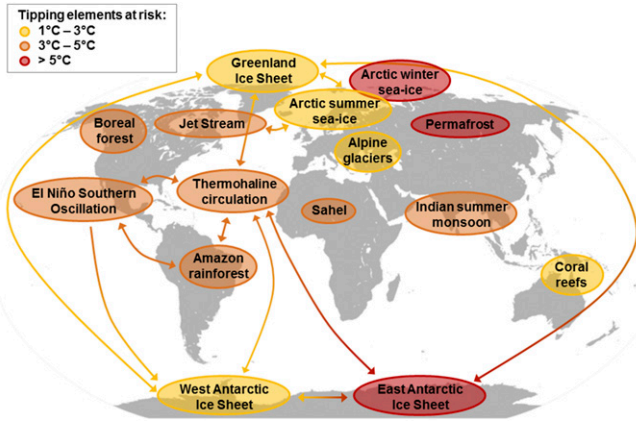 Tipping elements at risk:
1°C – 3°C
3°C – 5°C
> 5°C
Greenland
Ice Sheet
Arctic winter
sea-ice
Arctic summer
sea-ice
Boreal
forest
Jet Stream
Permafrost
Alpine
glaciers
El Niño Southern
Oscillation
Thermohaline
circulation
Sahel
Indian summer
monsoon
Amazon
rainforest
Coral
reefs
West Antarctic
Ice Sheet
East Antarctic
Ice Sheet